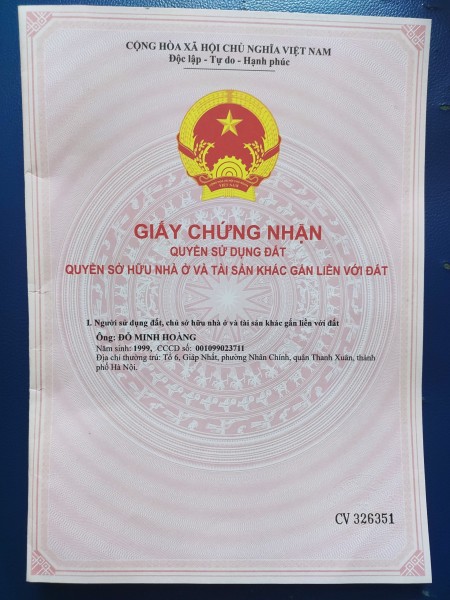 CỘNG HÒA XÃ HỘI CHỦ NGHĨA VIỆT NAM
Độc lập - Tự do - Hạnh phúc
VIỆT NAM
GIẤY CHỨNG NHẬN
QUYỀN SỬ DỤNG ĐẤT
QUYỀN SỞ HỮU NHÀ Ở VÀ TÀI SẢN KHÁC GẮN LIỀN VỚI ĐẤT
I. Người sử dụng đất, chủ sở hữu nhà ở và tài sản khác gắn liền với đất
Ông: ĐỖ MINH HOÀNG
Năm sinh: 1999, CCCD số: 001099023711
Địa chỉ thường trú: Tổ 6, Giáp Nhất, phường Nhân Chính, quận Thanh Xuân, thành
phố Hà Nội.
CV 326351